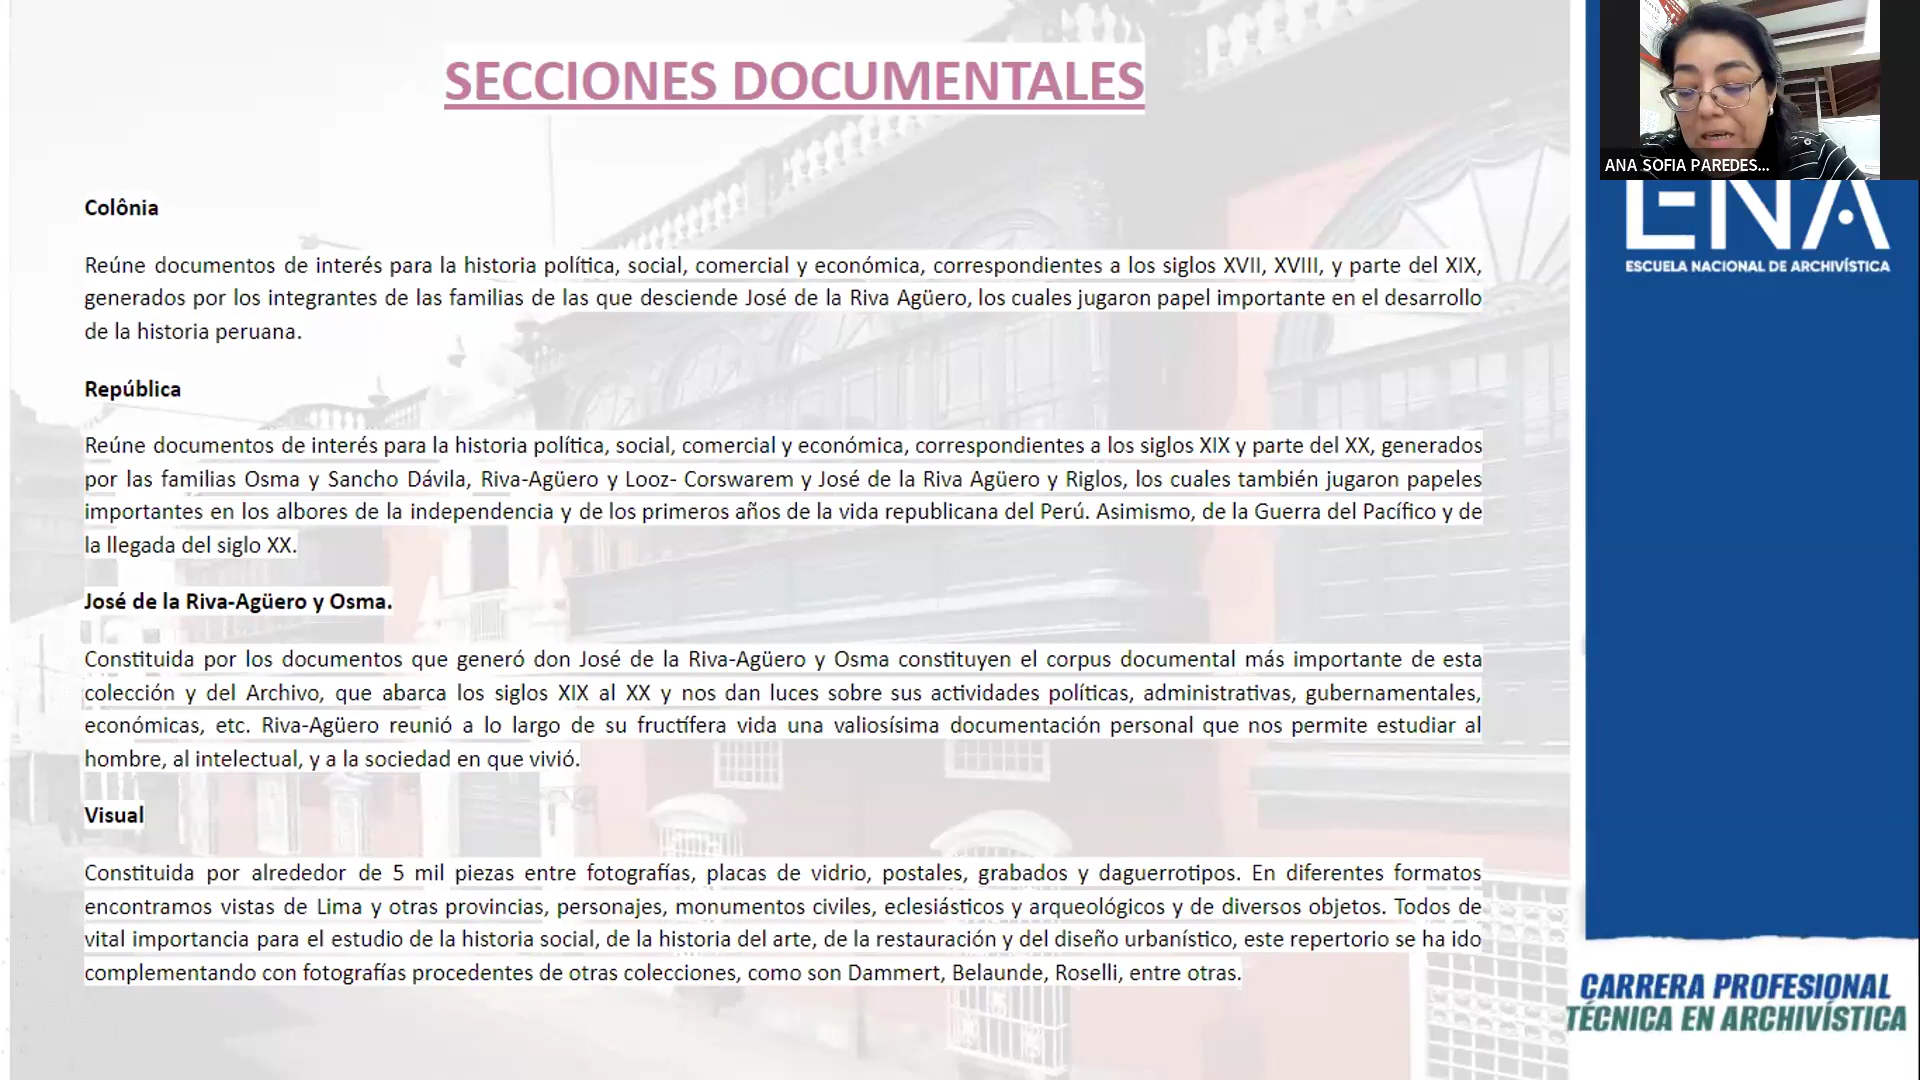 SECCIONES DOCUMENTALES
Colônia
Reúne documentos de interés para la historia política, social, comercial y económica, correspondientes a los siglos XVII, XVIII, y parte del XIX,
generados por los integrantes de las familias de las que desciende José de la Riva Agüero, los cuales jugaron papel importante en el desarrollo
de la historia peruana.
República
Reúne documentos de interés para la historia política, social, comercial y económica, correspondientes a los siglos XIX y parte del XX, generados
por las familias Osma y Sancho Dávila, Riva-Agüero y Looz- Corswarem y José de la Riva Agüero y Riglos, los cuales también jugaron papeles
importantes en los albores de la independencia y de los primeros años de la vida republicana del Perú. Asimismo, de la Guerra del Pacífico y de
la llegada del siglo XX.
José de la Riva-Agüero y Osma.
Constituida por los documentos que generó don José de la Riva-Agüero y Osma constituyen el corpus documental más importante de esta
colección y del Archivo, que abarca los siglos XIX al XX y nos dan luces sobre sus actividades políticas, administrativas, gubernamentales,
económicas, etc. Riva-Agüero reunió a lo largo de su fructífera vida una valiosísima documentación personal que nos permite estudiar al
hombre, al intelectual, y a la sociedad en que vivió.
Visual
Constituida por alrededor de 5 mil piezas entre fotografías, placas de vidrio, postales, grabados y daguerrotipos. En diferentes formatos
encontramos vistas de Lima y otras provincias, personajes, monumentos civiles, eclesiásticos y arqueológicos y de diversos objetos. Todos de
vital importancia para el estudio de la historia social, de la historia del arte, de la restauración y del diseño urbanístico, este repertorio se ha ido
complementando con fotografías procedentes de otras colecciones, como son Dammert, Belaunde, Roselli, entre otras.
ANA SOFIA PAREDES...
ENA
ESCUELA NACIONAL DE ARCHIVÍSTICA
CARRERA PROFESIONAL
TÉCNICA EN ARCHIVÍSTICA